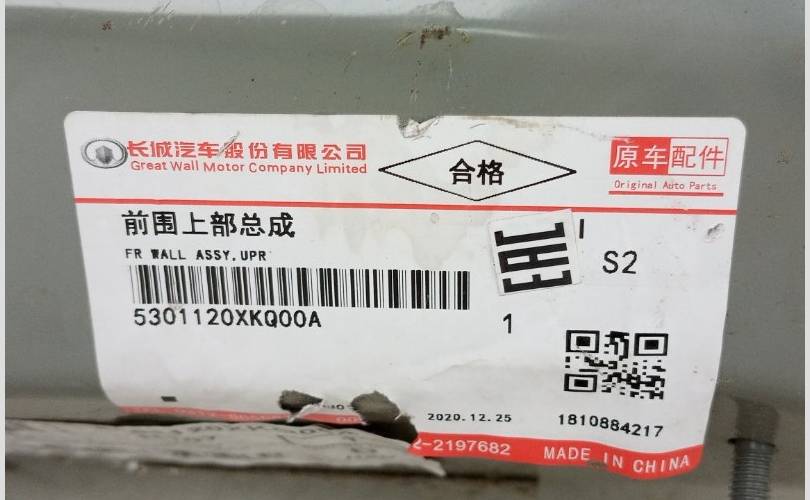 长城汽车股份有限公司
Great Wall Motor Company Limited
合格
原车配件
Original Auto Parts
前围上部总成
FR WALL ASSY,UPR
EAC
S2
5301120XKQ00A
1
2020.12.25
1810884217
2-2197682
MADE IN CHINA